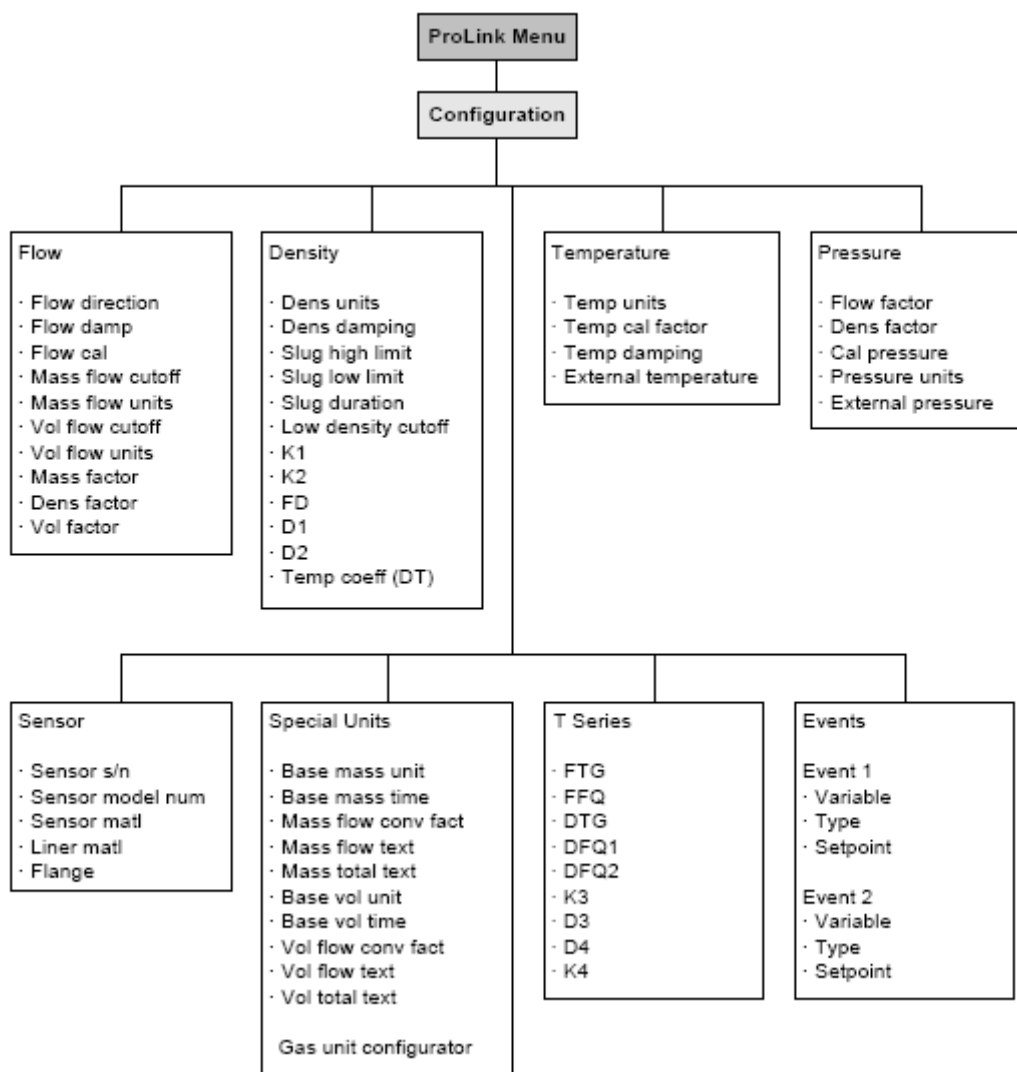 ProLink Menu
Configuration
Flow
· Flow direction
· Flow damp
· Flow cal
· Mass flow cutoff
· Mass flow units
· Vol flow cutoff
· Vol flow units
· Mass factor
· Dens factor
· Vol factor
Density
· Dens units
· Dens damping
· Slug high limit
· Slug low limit
· Slug duration
· Low density cutoff
· K1
· K2
· FD
· D1
· D2
· Temp coeff (DT)
Temperature
· Temp units
· Temp cal factor
· Temp damping
· External temperature
Pressure
· Flow factor
· Dens factor
· Cal pressure
· Pressure units
· External pressure
Sensor
· Sensor s/n
· Sensor model num
· Sensor matl
· Liner matl
· Flange
Special Units
· Base mass unit
· Base mass time
· Mass flow conv fact
· Mass flow text
· Mass total text
· Base vol unit
· Base vol time
· Vol flow conv fact
· Vol flow text
· Vol total text
Gas unit configurator
T Series
· FTG
· FFQ
· DTG
· DFQ1
· DFQ2
· K3
· D3
· D4
· K4
Events
Event 1
· Variable
· Type
· Setpoint
Event 2
· Variable
· Type
· Setpoint